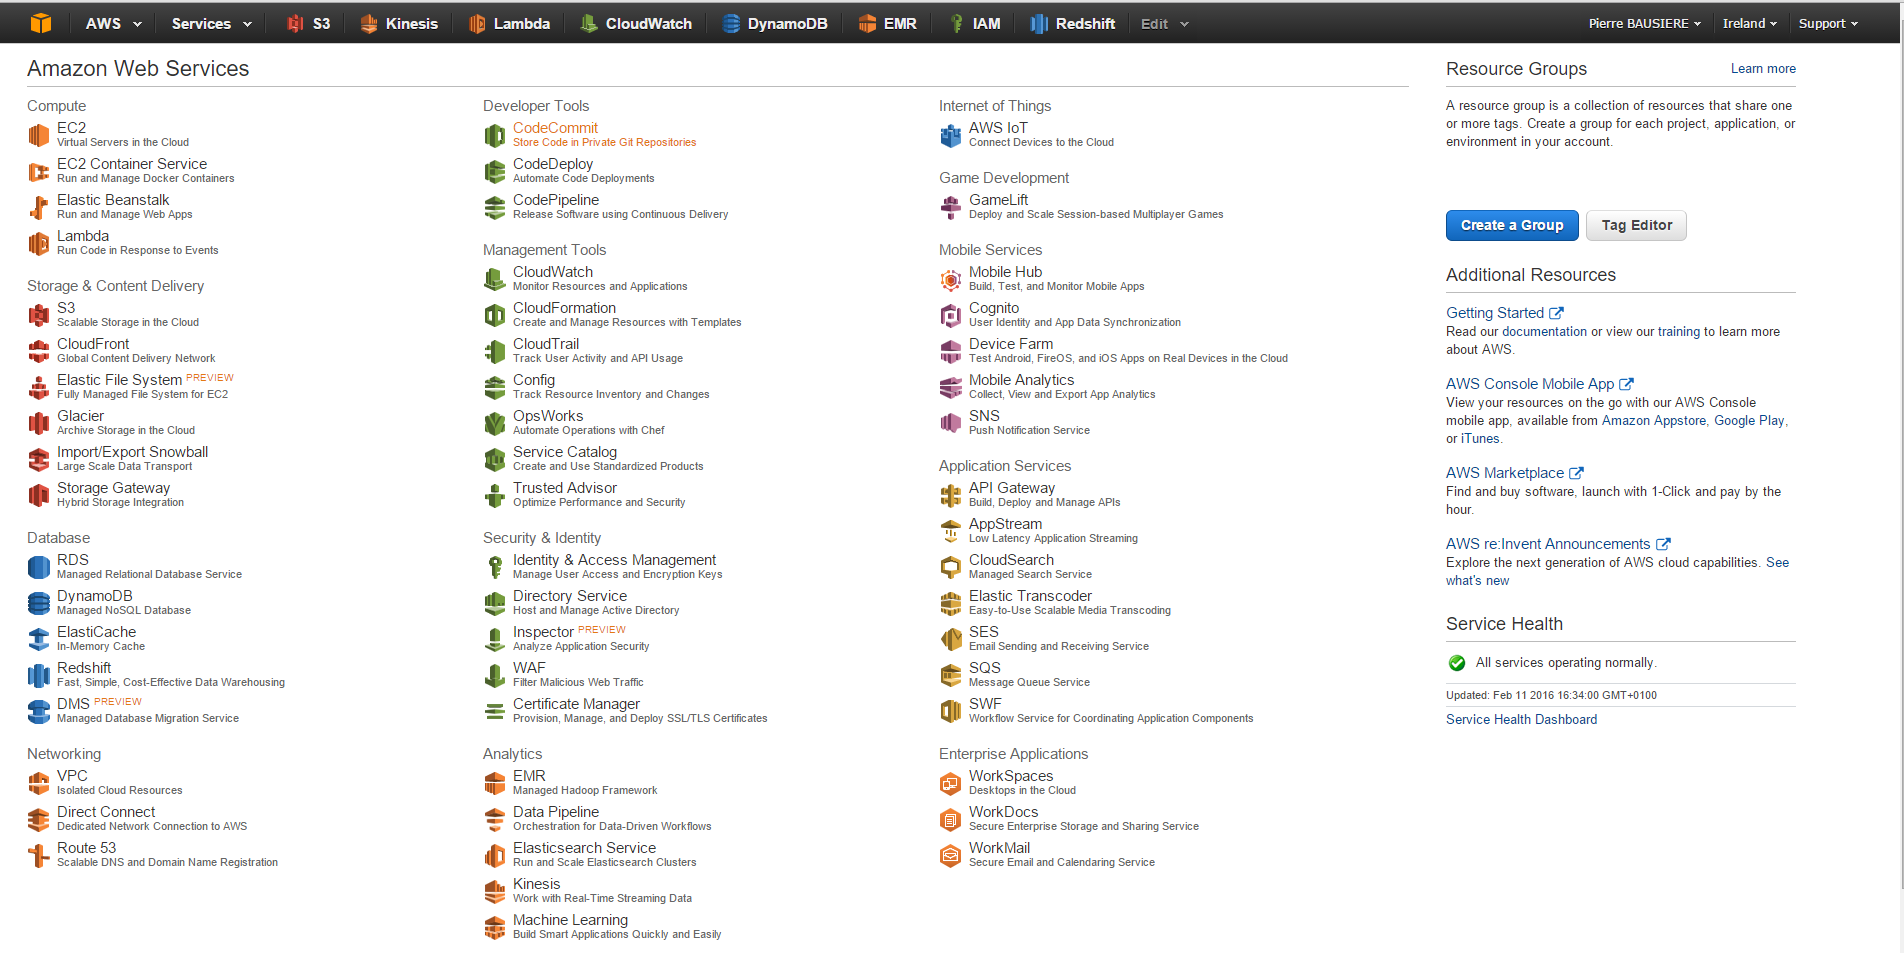 AWS Services S3 Kinesis Lambda CloudWatch DynamoDB EMR IAM Redshift Edit Pierre BAUSIERE Ireland Support
Amazon Web Services
Compute
EC2
Virtual Servers in the Cloud
EC2 Container Service
Run and Manage Docker Containers
Elastic Beanstalk
Run and Manage Web Apps
Lambda
Run Code in Response to Events
Storage & Content Delivery
S3
Scalable Storage in the Cloud
CloudFront
Global Content Delivery Network
Elastic File System PREVIEW
Fully Managed File System for EC2
Glacier
Archive Storage in the Cloud
Import/Export Snowball
Large Scale Data Transport
Storage Gateway
Hybrid Storage Integration
Database
RDS
Managed Relational Database Service
DynamoDB
Managed NoSQL Database
ElastiCache
In-Memory Cache
Redshift
Fast, Simple, Cost-Effective Data Warehousing
DMS PREVIEW
Managed Database Migration Service
Networking
VPC
Isolated Cloud Resources
Direct Connect
Dedicated Network Connection to AWS
Route 53
Scalable DNS and Domain Name Registration
Developer Tools
CodeCommit
Store Code in Private Git Repositories
CodeDeploy
Automate Code Deployments
CodePipeline
Release Software using Continuous Delivery
Management Tools
CloudWatch
Monitor Resources and Applications
CloudFormation
Create and Manage Resources with Templates
CloudTrail
Track User Activity and API Usage
Config
Track Resource Inventory and Changes
OpsWorks
Automate Operations with Chef
Service Catalog
Create and Use Standardized Products
Trusted Advisor
Optimize Performance and Security
Security & Identity
Identity & Access Management
Manage User Access and Encryption Keys
Directory Service
Host and Manage Active Directory
Inspector PREVIEW
Analyze Application Security
WAF
Filter Malicious Web Traffic
Certificate Manager
Provision, Manage, and Deploy SSL/TLS Certificates
Analytics
EMR
Managed Hadoop Framework
Data Pipeline
Orchestration for Data-Driven Workflows
Elasticsearch Service
Run and Scale Elasticsearch Clusters
Kinesis
Work with Real-Time Streaming Data
Machine Learning
Build Smart Applications Quickly and Easily
Internet of Things
AWS IoT
Connect Devices to the Cloud
Game Development
GameLift
Deploy and Scale Session-based Multiplayer Games
Mobile Services
Mobile Hub
Build, Test, and Monitor Mobile Apps
Cognito
User Identity and App Data Synchronization
Device Farm
Test Android, FireOS, and iOS Apps on Real Devices in the Cloud
Mobile Analytics
Collect, View and Export App Analytics
SNS
Push Notification Service
Application Services
API Gateway
Build, Deploy and Manage APIs
AppStream
Low Latency Application Streaming
CloudSearch
Managed Search Service
Elastic Transcoder
Easy-to-Use Scalable Media Transcoding
SES
Email Sending and Receiving Service
SQS
Message Queue Service
SWF
Workflow Service for Coordinating Application Components
Enterprise Applications
WorkSpaces
Desktops in the Cloud
WorkDocs
Secure Enterprise Storage and Sharing Service
WorkMail
Secure Email and Calendaring Service
Resource Groups Learn more
A resource group is a collection of resources that share one
or more tags. Create a group for each project, application, or
environment in your account.
Create a Group Tag Editor
Additional Resources
Getting Started
Read our documentation or view our training to learn more
about AWS.
AWS Console Mobile App
View your resources on the go with our AWS Console
mobile app, available from Amazon Appstore, Google Play,
or iTunes.
AWS Marketplace
Find and buy software, launch with 1-Click and pay by the
hour.
AWS re:Invent Announcements
Explore the next generation of AWS cloud capabilities. See
what's new
Service Health
All services operating normally.
Updated: Feb 11 2016 16:34:00 GMT+0100
Service Health Dashboard